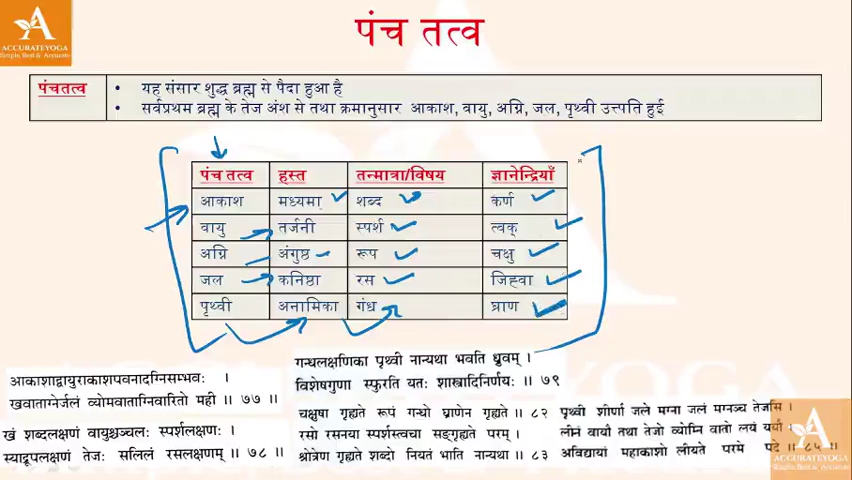 ACCURATEYOGA
Simple, Best & Accurate
पंच तत्व
पंचतत्व
• यह संसार शुद्ध ब्रह्म से पैदा हुआ है
• सर्वप्रथम ब्रह्म के तेज अंश से तथा क्रमानुसार आकाश, वायु, अग्नि, जल, पृथ्वी उत्त्पति हुई
पंच तत्व हस्त तन्मात्रा/विषय ज्ञानेन्द्रियाँ
आकाश मध्यमा शब्द कर्ण
वायु तर्जनी स्पर्श त्वक्
अग्नि अंगुष्ठ रूप चक्षु
जल कनिष्ठा रस जिह्वा
पृथ्वी अनामिका गंध घ्राण
आकाशाद्वायुराकाशपवनादग्निसम्भवः ।
खवाताग्नेर्जलं व्योमवाताग्निवारितो मही ॥ ७७ ॥
खं शब्दलक्षणं वायुश्चञ्चलः स्पर्शलक्षणः ।
स्याद्रूपलक्षणं तेजः सलिलं रसलक्षणम् ॥ ७८ ॥
गन्धलक्षणिका पृथ्वी नान्यथा भवति ध्रुवम् ।
विशेषगुणा स्फुरति यतः शास्त्रादिनिर्णयः ॥ ७९
चक्षुषा गृह्यते रूपं गन्धो घ्राणेन गृह्यते ॥ ८२
रसो रसनया स्पर्शस्त्वचा सङ्गृह्यते परम् ।
श्रोत्रेण गृह्यते शब्दो नियतं भाति नान्यथा ॥ ८३
पृथ्वी शीर्णा जले मग्ना जलं मग्नञ्च तेजसि ।
लीनं वायौ तथा तेजो व्योम्नि वातो लयं ययौ ।
अविद्यायां महाकाशो लीयते परमे पदे ॥ ८५ ॥
ACCURATEYOGA